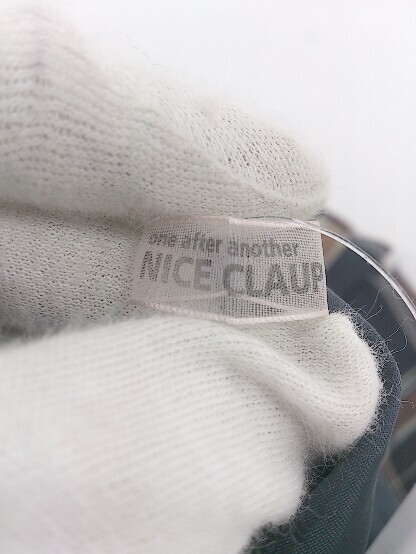 one after another
NICE CLAUP